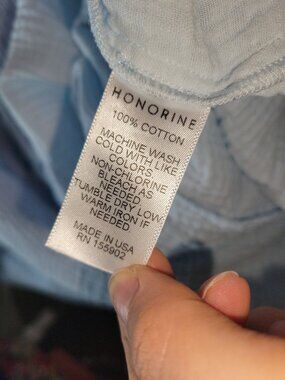 HONORINE
100% COTTON
MACHINE WASH
COLD WITH LIKE
COLORS
NON-CHLORINE
BLEACH AS
NEEDED
TUMBLE DRY LOW
WARM IRON IF
NEEDED
MADE IN USA
RN 155902